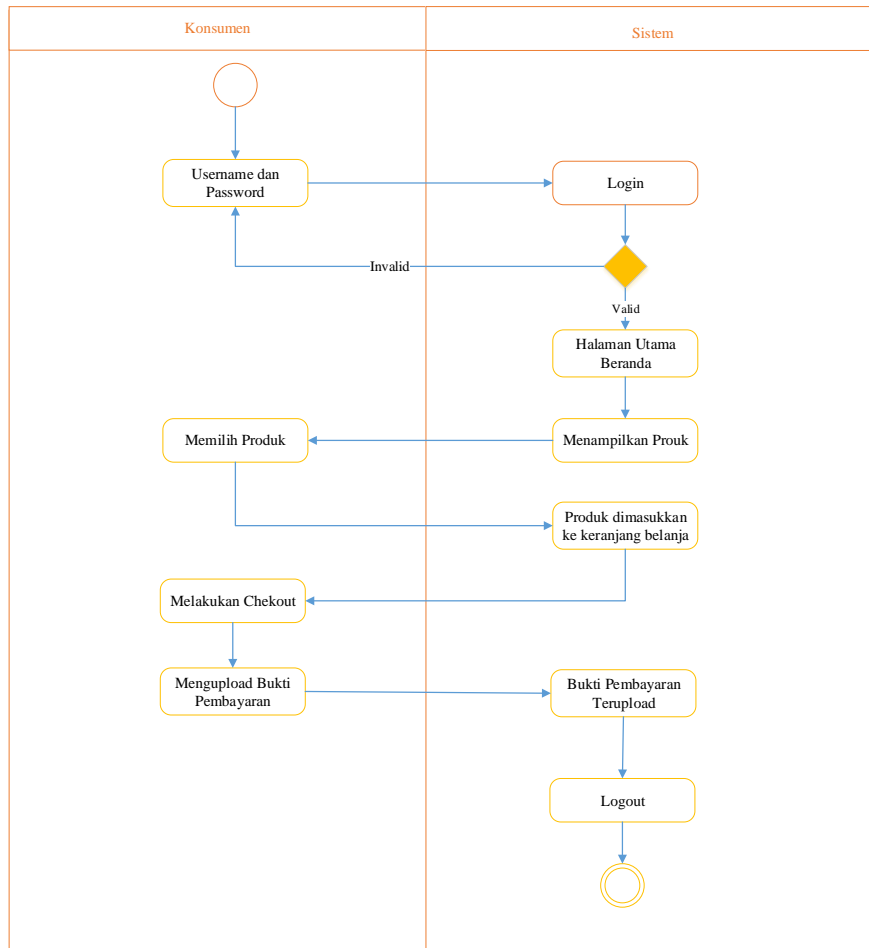 Konsumen
Sistem
Username dan
Password
Login
Invalid
Valid
Halaman Utama
Beranda
Memilih Produk
Menampilkan Prouk
Produk dimasukkan
ke keranjang belanja
Melakukan Chekout
Mengupload Bukti
Pembayaran
Bukti Pembayaran
Terupload
Logout